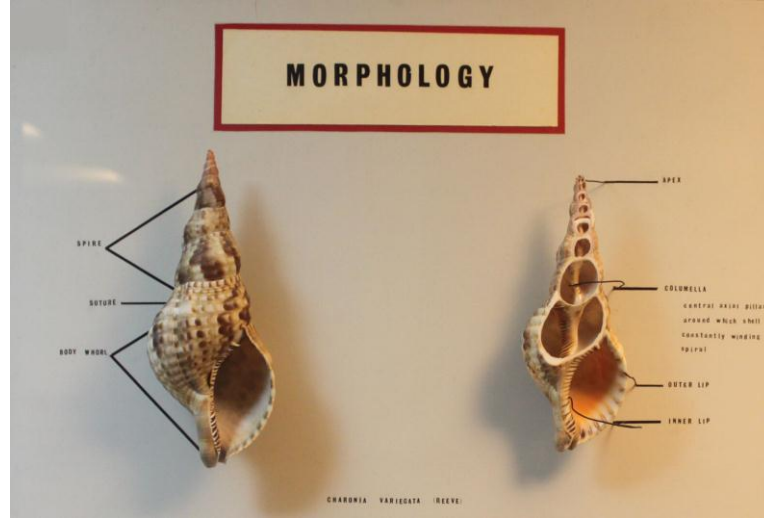 MORPHOLOGY
SPIRE
SUTURE
BODY WHORL
APEX
COLUMELLA
central axial pillar
around which shell
constantly winding
spiral
OUTER LIP
INNER LIP
CHARONIA VARIEGATA (REEVE)